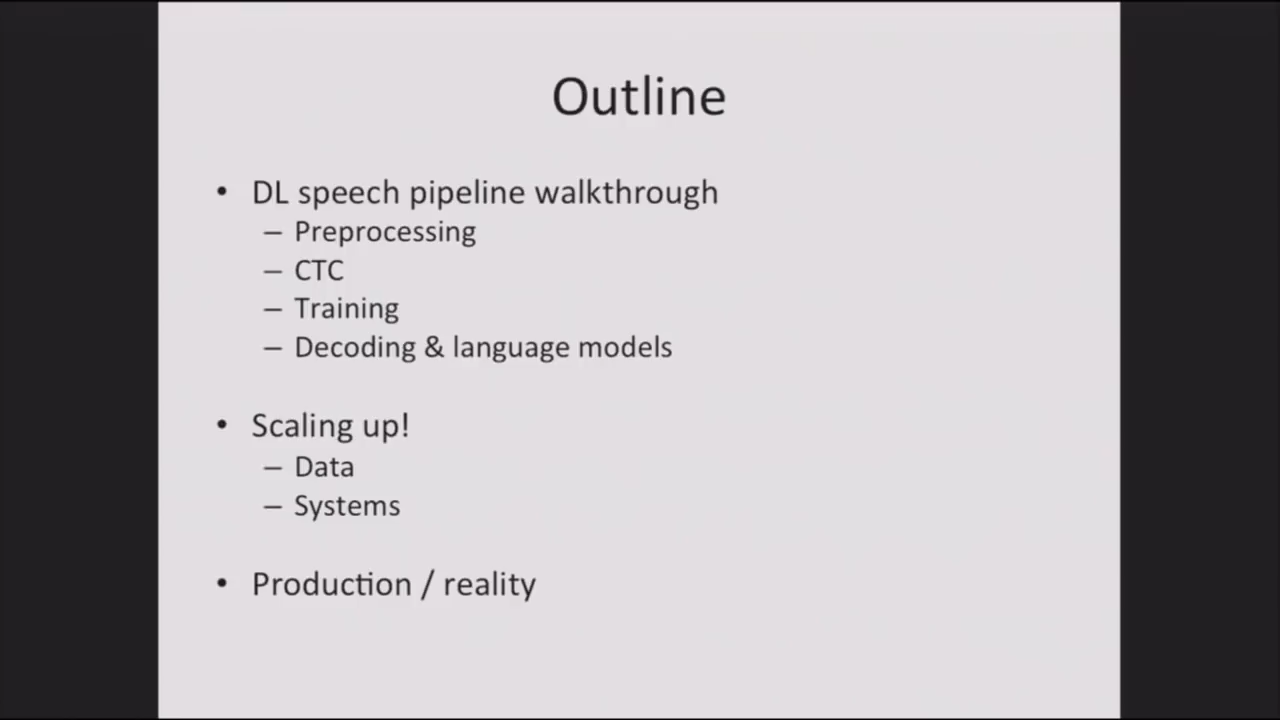 Outline
• DL speech pipeline walkthrough
– Preprocessing
– CTC
– Training
– Decoding & language models
• Scaling up!
– Data
– Systems
• Production / reality